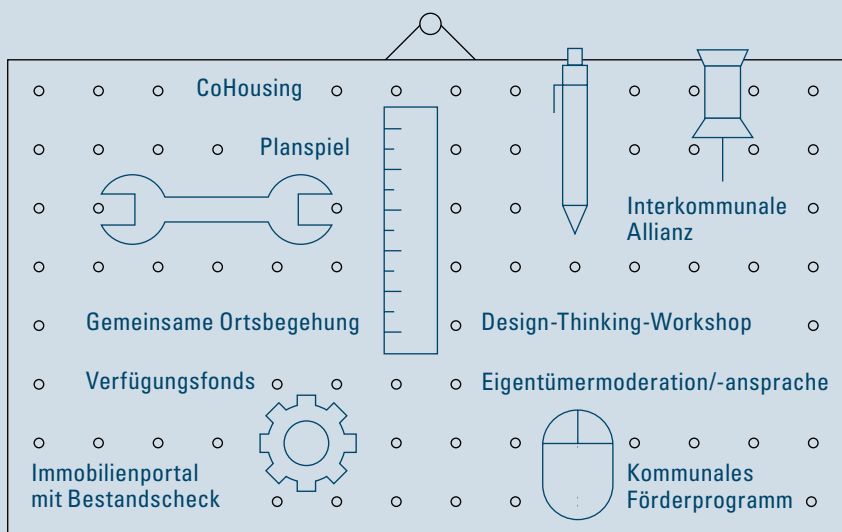 CoHousing
Planspiel
Interkommunale
Allianz
Gemeinsame Ortsbegehung
Design-Thinking-Workshop
Verfügungsfonds
Eigentümermoderation/-ansprache
Immobilienportal
mit Bestandscheck
Kommunales
Förderprogramm